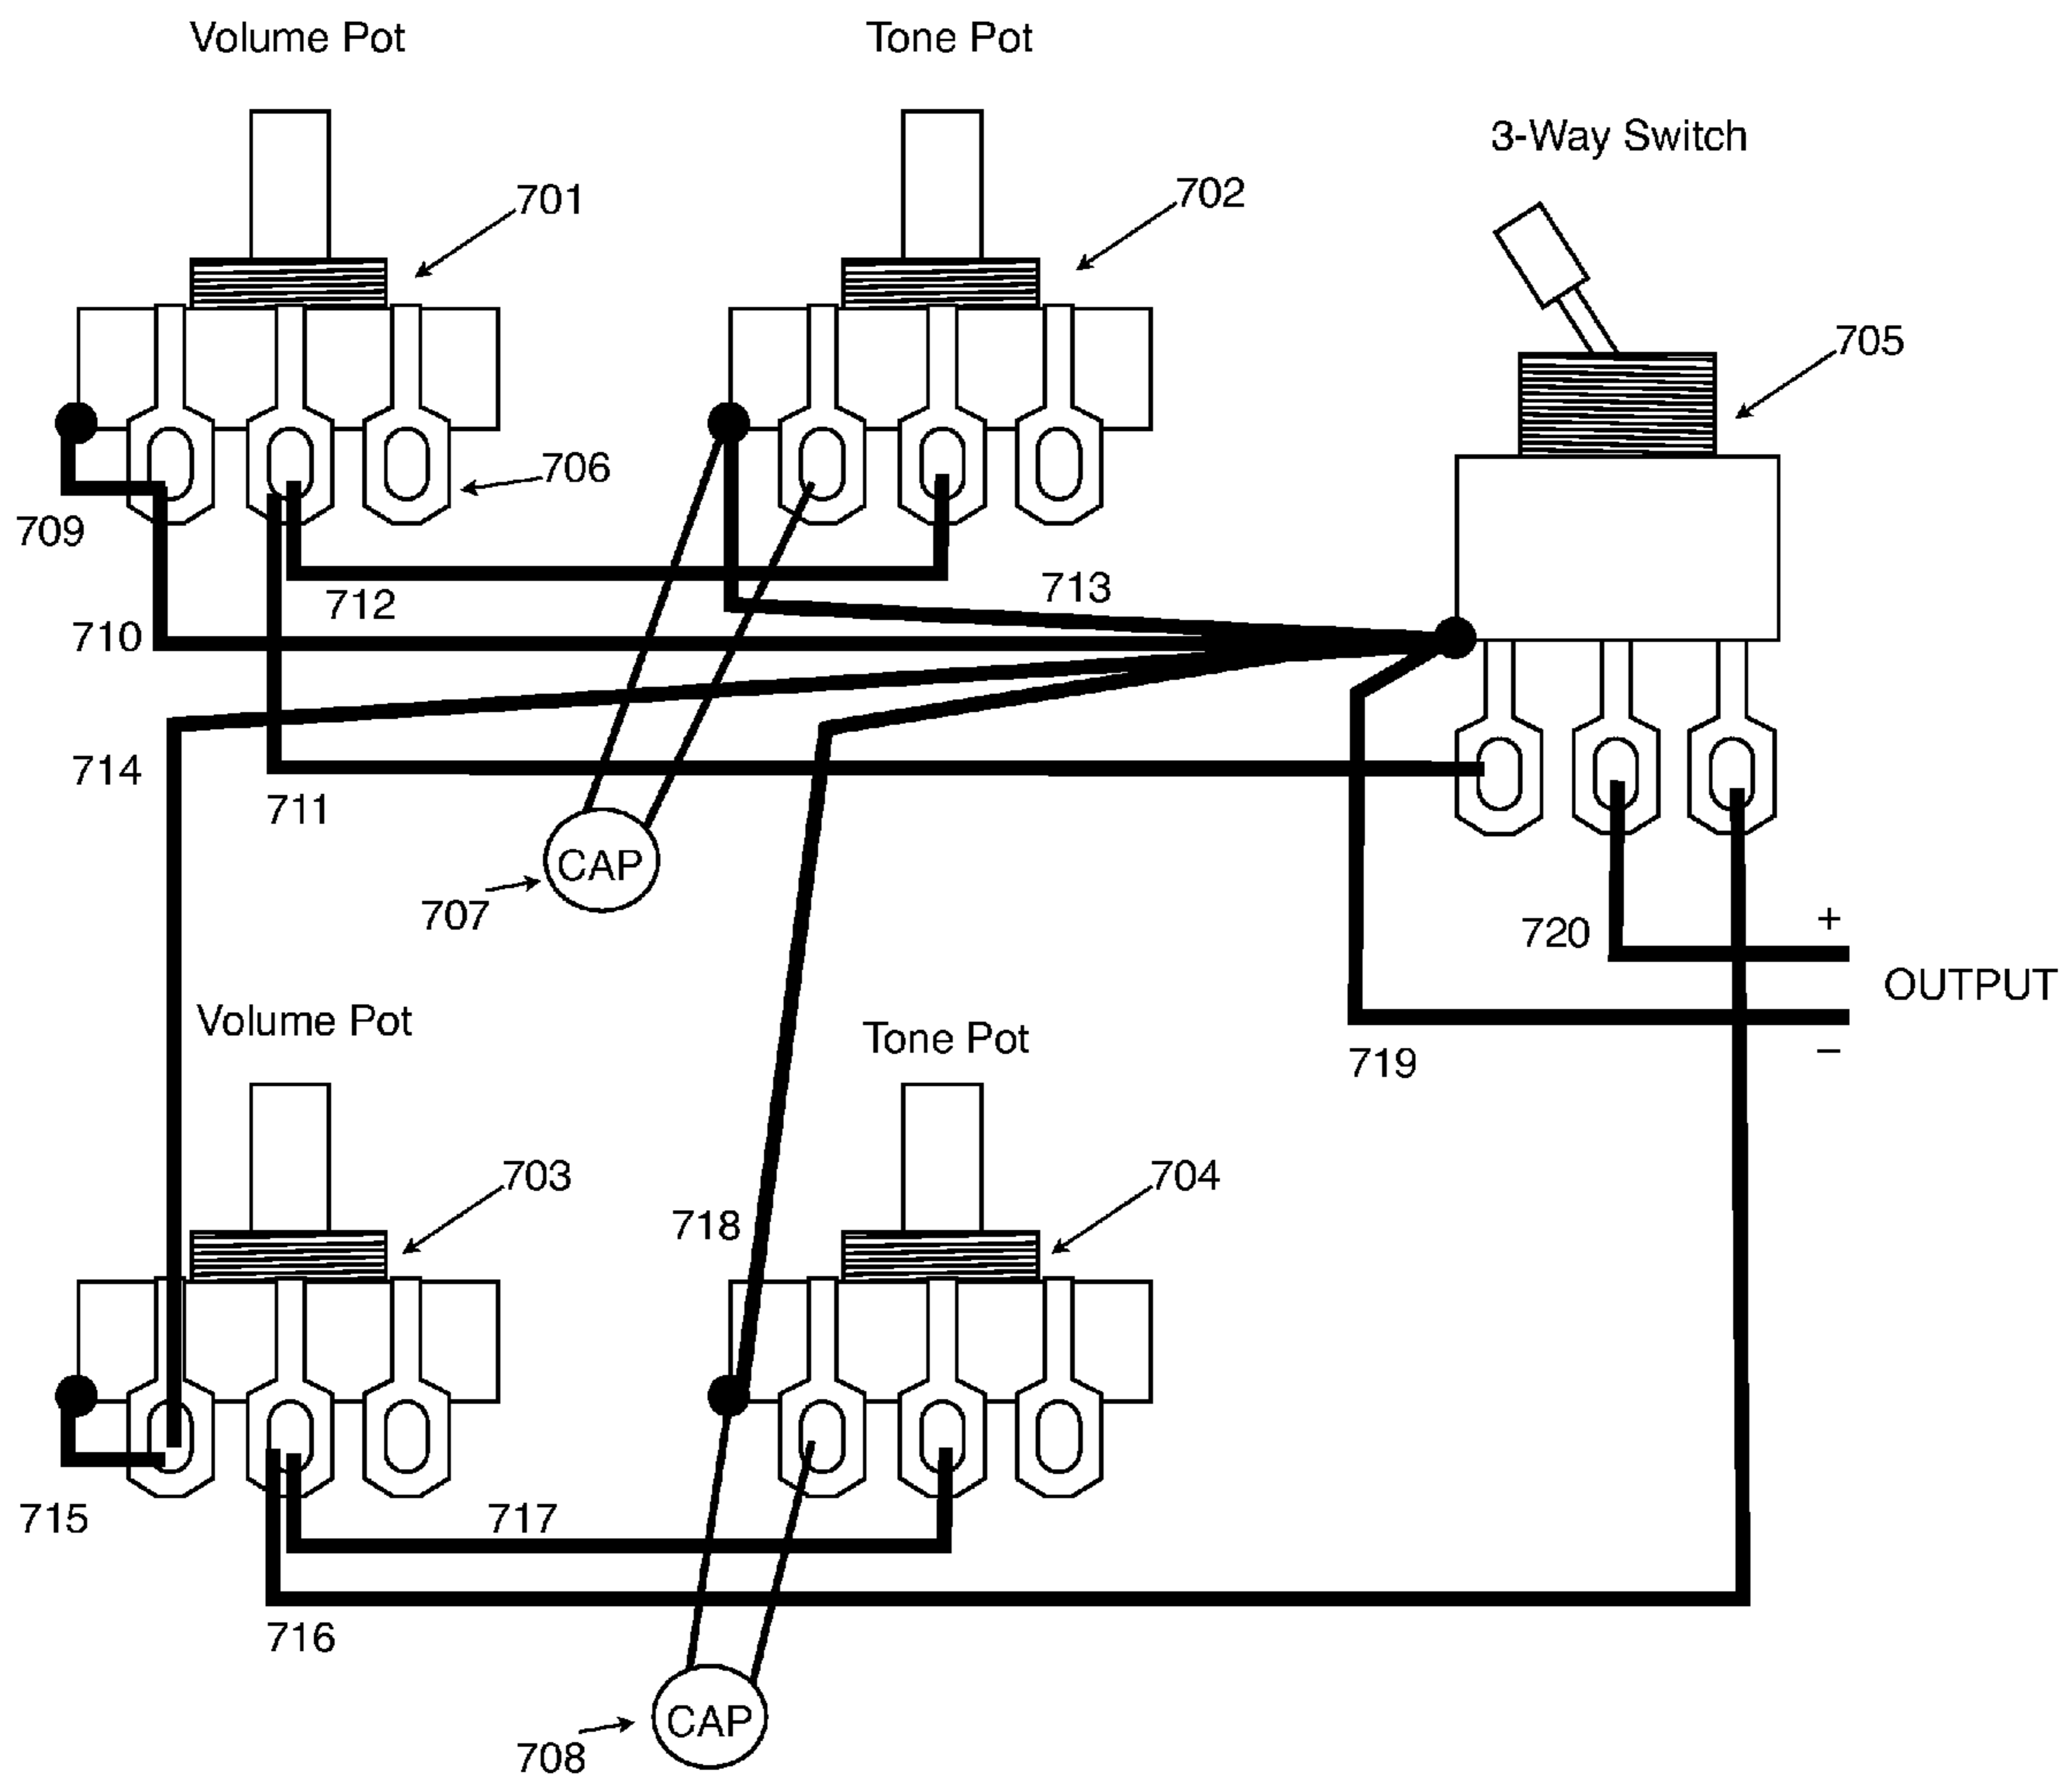 Volume Pot
Tone Pot
3-Way Switch
701
702
705
706
709
712
713
710
714
711
CAP
707
720
+
OUTPUT
–
719
Volume Pot
Tone Pot
703
704
718
715
717
716
CAP
708